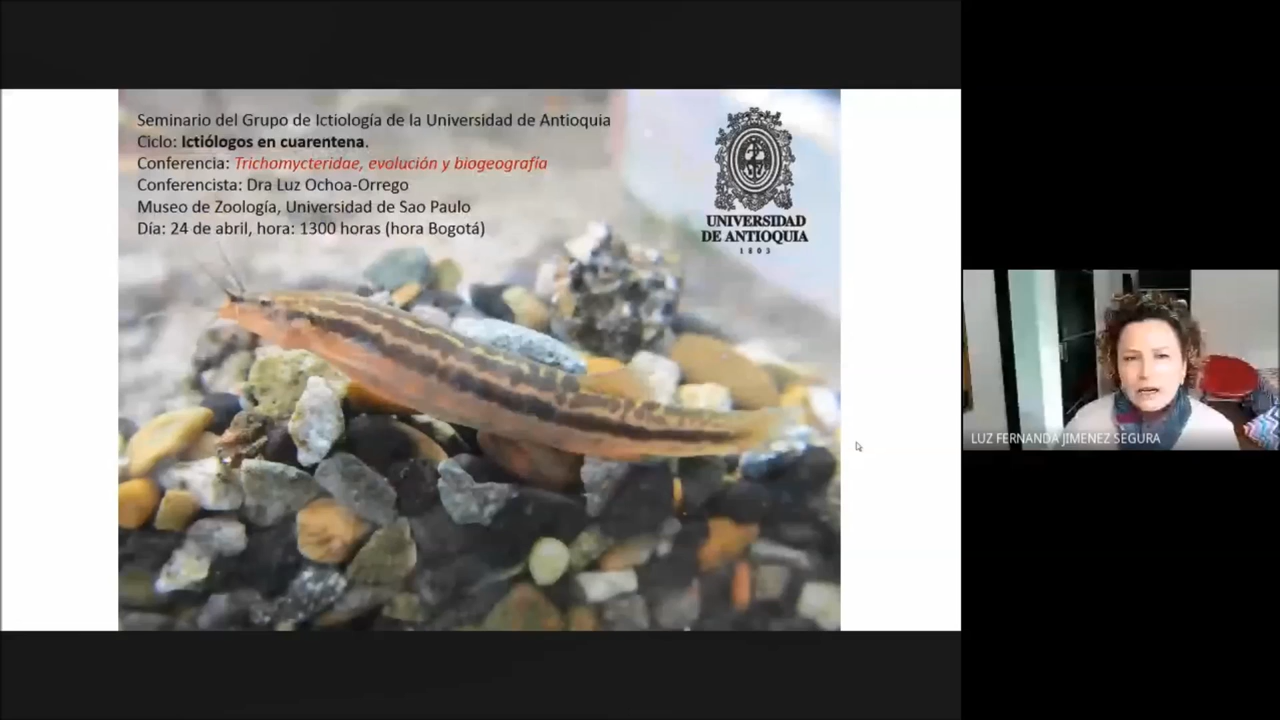 Seminario del Grupo de Ictiología de la Universidad de Antioquia
Ciclo: Ictiólogos en cuarentena.
Conferencia: Trichomycteridae, evolución y biogeografía
Conferencista: Dra Luz Ochoa-Orrego
Museo de Zoología, Universidad de Sao Paulo
Día: 24 de abril, hora: 1300 horas (hora Bogotá)
UNIVERSIDAD
DE ANTIOQUIA
1803
LUZ FERNANDA JIMENEZ SEGURA